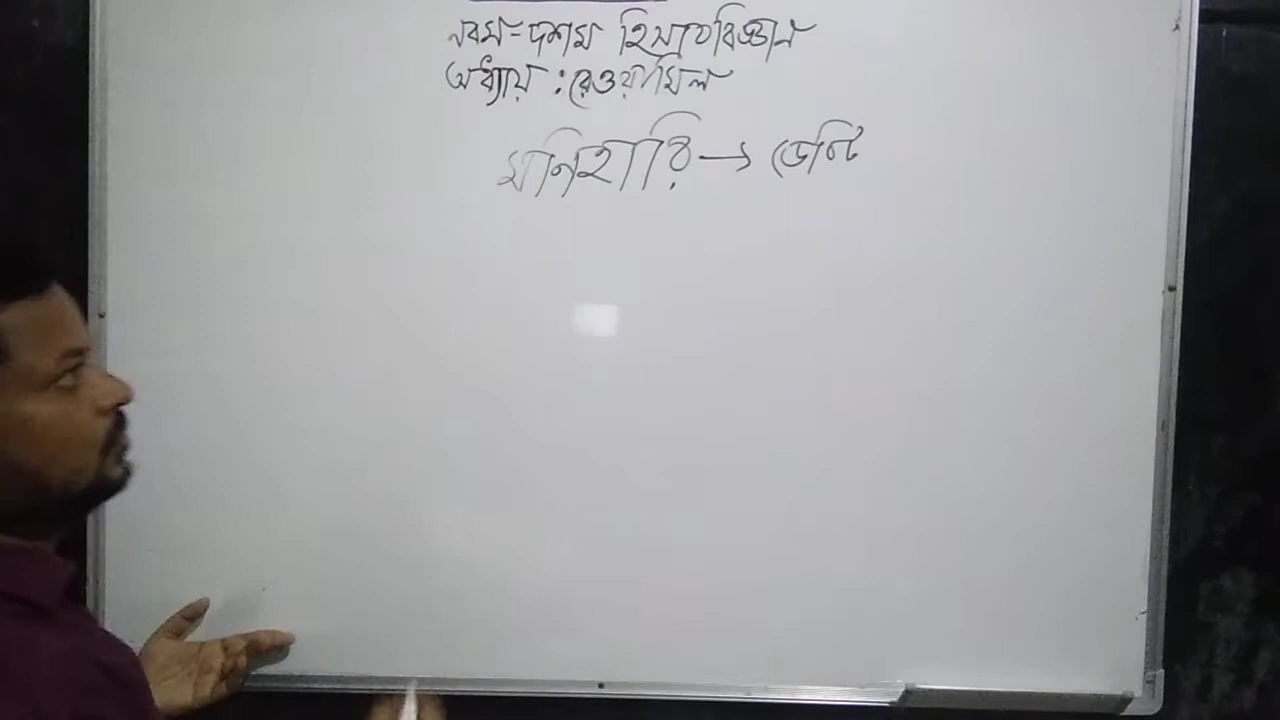 নবম-দশম হিসাববিজ্ঞান
অধ্যায় : রেওয়ামিল
মনিহারি → ডেবিট